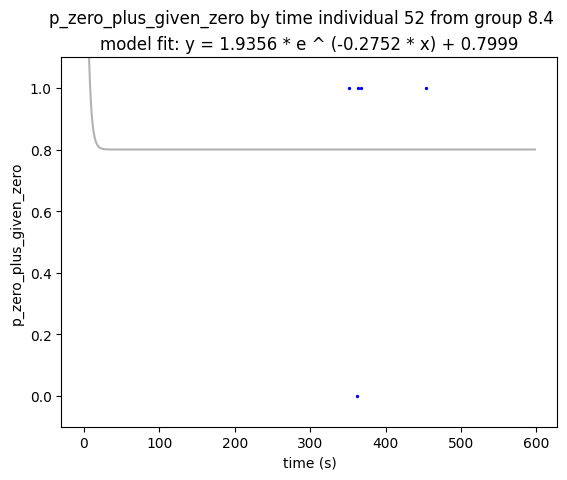 p_zero_plus_given_zero by time individual 52 from group 8.4
model fit: y = 1.9356 * e ^ (-0.2752 * x) + 0.7999
1.0
0.8
0.6
0.4
0.2
0.0
p_zero_plus_given_zero
0 100 200 300 400 500 600
time (s)